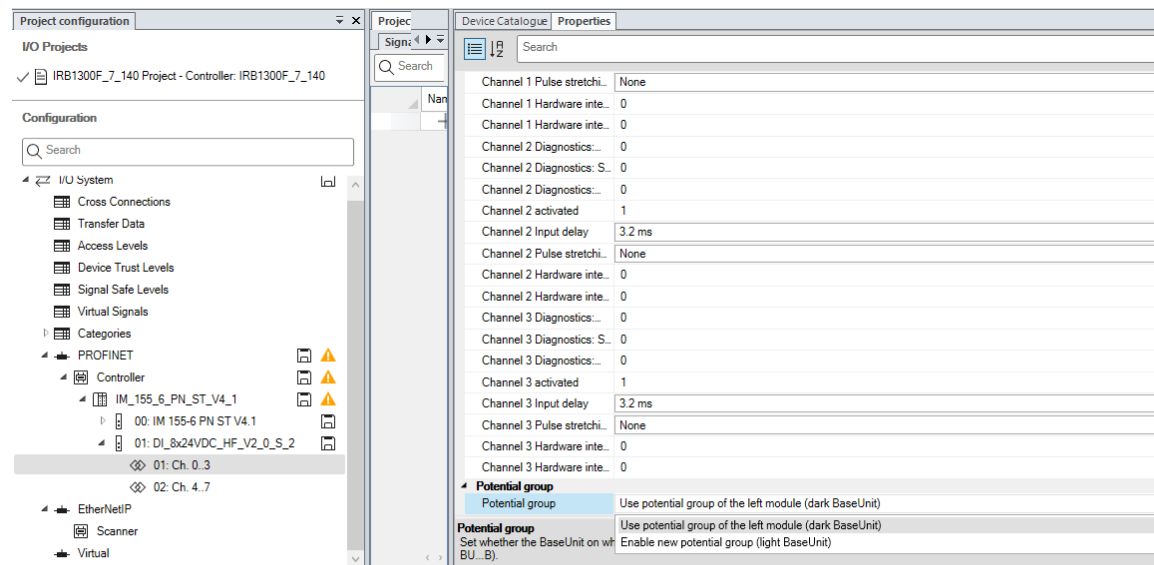 Project configuration
I/O Projects
IRB1300F_7_140 Project - Controller: IRB1300F_7_140
Configuration
Search
I/O System
Cross Connections
Transfer Data
Access Levels
Device Trust Levels
Signal Safe Levels
Virtual Signals
Categories
PROFINET
Controller
IM_155_6_PN_ST_V4_1
00: IM 155-6 PN ST V4.1
01: DI_8x24VDC_HF_V2_0_S_2
01: Ch. 0..3
02: Ch. 4..7
EtherNetIP
Scanner
Virtual
Projec
Signa
Search
Nam
Device Catalogue Properties
Search
Channel 1 Pulse stretchi... None
Channel 1 Hardware inte... 0
Channel 1 Hardware inte... 0
Channel 2 Diagnostics:... 0
Channel 2 Diagnostics: S... 0
Channel 2 Diagnostics:... 0
Channel 2 activated 1
Channel 2 Input delay 3.2 ms
Channel 2 Pulse stretchi... None
Channel 2 Hardware inte... 0
Channel 2 Hardware inte... 0
Channel 3 Diagnostics:... 0
Channel 3 Diagnostics: S... 0
Channel 3 Diagnostics:... 0
Channel 3 activated 1
Channel 3 Input delay 3.2 ms
Channel 3 Pulse stretchi... None
Channel 3 Hardware inte... 0
Channel 3 Hardware inte... 0
Potential group
Potential group Use potential group of the left module (dark BaseUnit)
Use potential group of the left module (dark BaseUnit)
Enable new potential group (light BaseUnit)
Potential group
Set whether the BaseUnit on wh
BU...B).